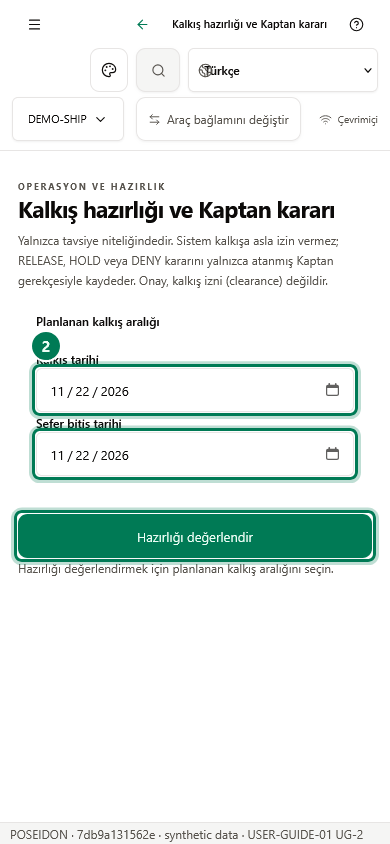 Kalkış hazırlığı ve Kaptan kararı
Türkçe
DEMO-SHIP
Araç bağlamını değiştir
Çevrimiçi
OPERASYON VE HAZIRLIK
Kalkış hazırlığı ve Kaptan kararı
Yalnızca tavsiye niteliğindedir. Sistem kalkışa asla izin vermez;
RELEASE, HOLD veya DENY kararını yalnızca atanmış Kaptan
gerekçesiyle kaydeder. Onay, kalkış izni (clearance) değildir.
Planlanan kalkış aralığı
2
Kalkış tarihi
11 / 22 / 2026
Sefer bitiş tarihi
11 / 22 / 2026
Hazırlığı değerlendir
Hazırlığı değerlendirmek için planlanan kalkış aralığını seçin.
POSEIDON · 7db9a131562e · synthetic data · USER-GUIDE-01 UG-2